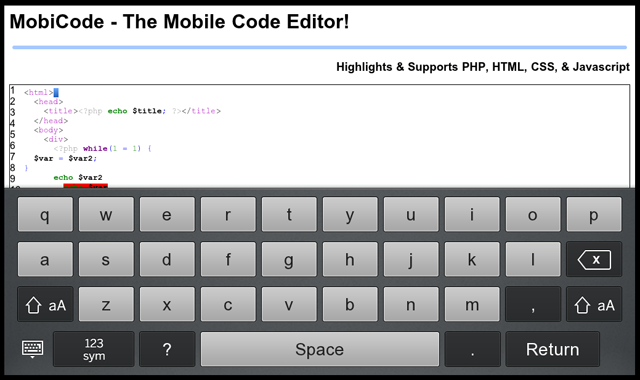 MobiCode - The Mobile Code Editor!
Highlights & Supports PHP, HTML, CSS, & Javascript
1 <html>
2 <head>
3 <title><?php echo $title; ?></title>
4 </head>
5 <body>
6 <div>
7 <?php while(1 = 1) {
8 $var = $var2;
9 }
echo $var2
q w e r t y u i o p
a s d f g h j k l x
aA z x c v b n m , aA
123 sym ? Space . Return